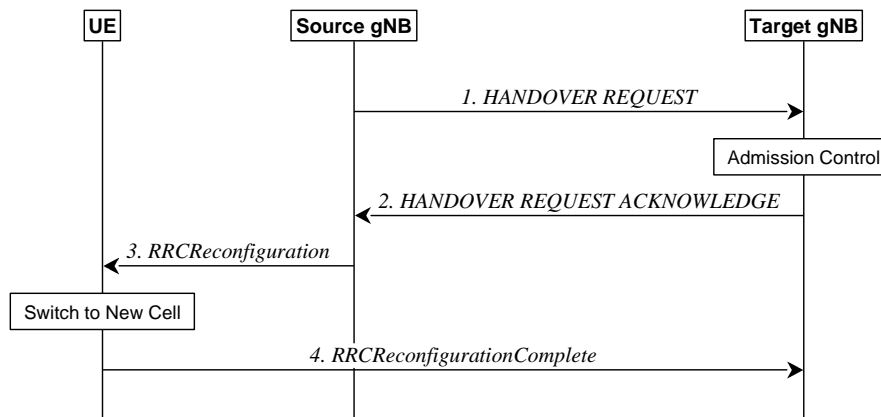 UE
Source gNB
Target gNB
1. HANDOVER REQUEST
Admission Control
2. HANDOVER REQUEST ACKNOWLEDGE
3. RRCReconfiguration
Switch to New Cell
4. RRCReconfigurationComplete